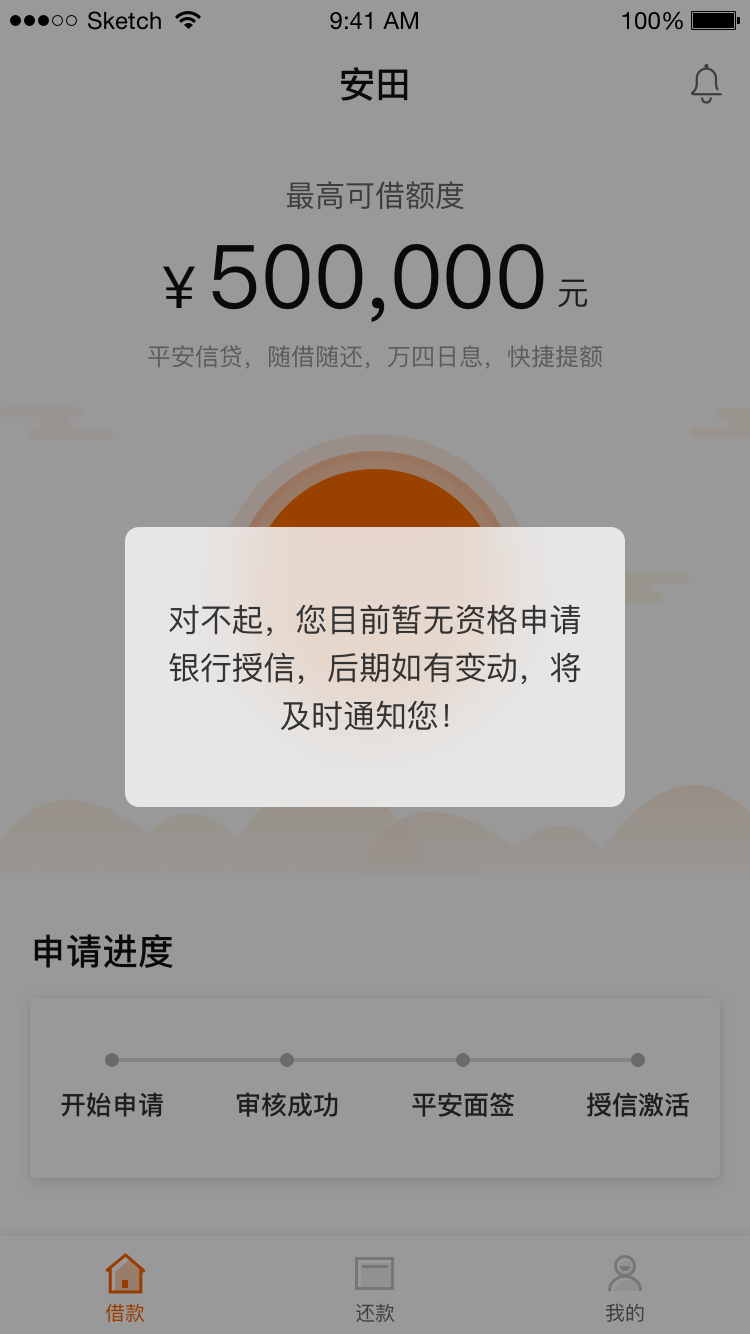 Sketch 9:41 AM 100%
安田
最高可借额度
¥500,000 元
平安信贷，随借随还，万四日息，快捷提额
对不起，您目前暂无资格申请
银行授信，后期如有变动，将
及时通知您！
申请进度
开始申请 审核成功 平安面签 授信激活
借款 还款 我的